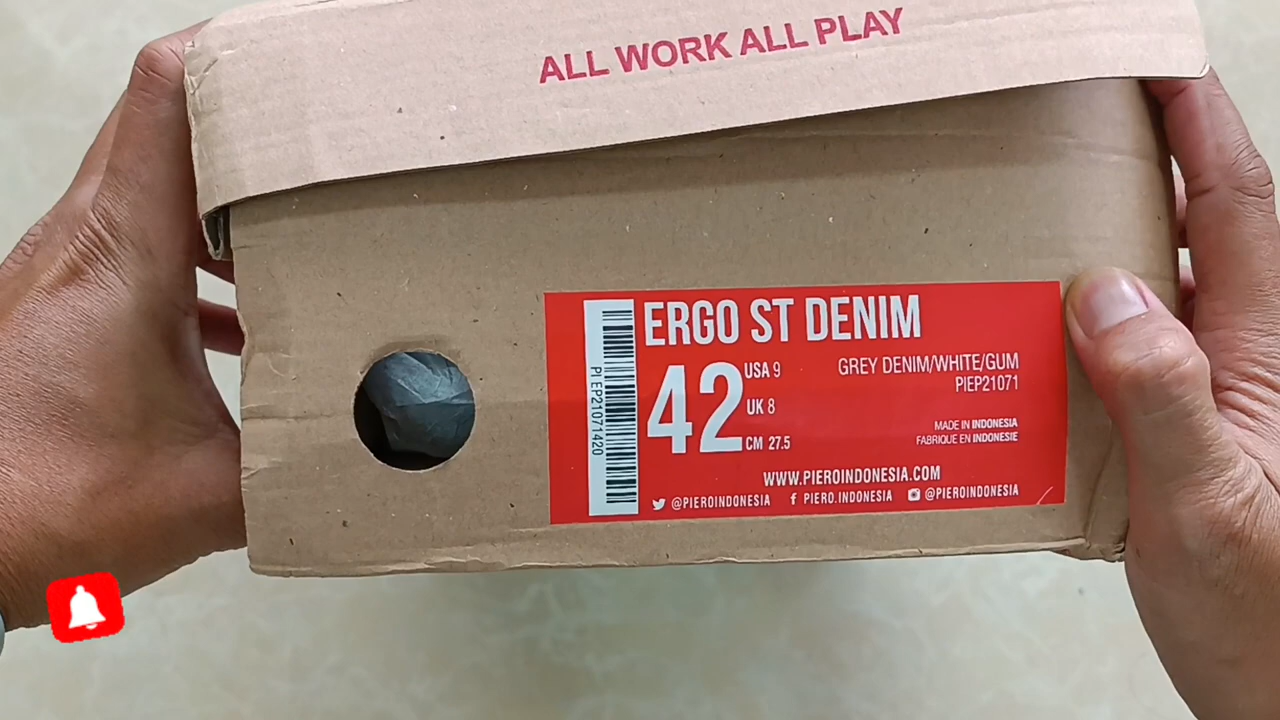 ALL WORK ALL PLAY
ERGO ST DENIM
PI EP21071420
42
USA 9
UK 8
CM 27.5
GREY DENIM/WHITE/GUM
PIEP21071
MADE IN INDONESIA
FABRIQUE EN INDONESIE
WWW.PIEROINDONESIA.COM
@PIEROINDONESIA f PIERO.INDONESIA @PIEROINDONESIA